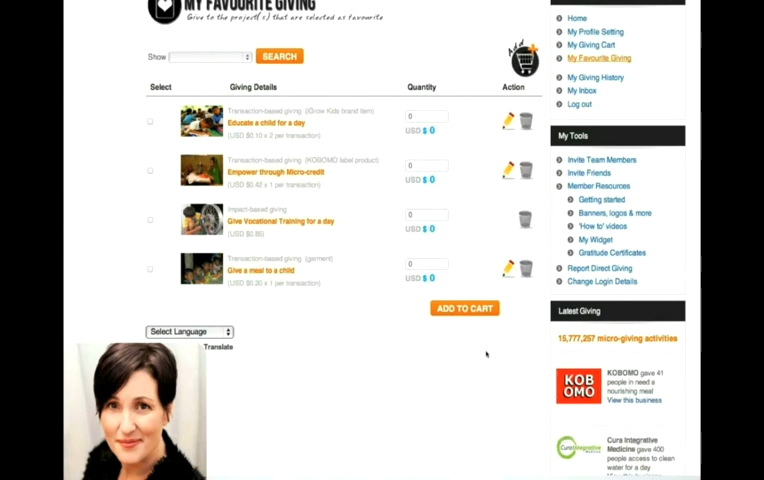 MY FAVOURITE GIVING
Give to the project(s) that are selected as favourite
Show
SEARCH
Add
Select Giving Details Quantity Action
Transaction-based giving (iGrow Kids brand item)
Educate a child for a day
(USD $0.10 x 2 per transaction)
0
USD $ 0
Transaction-based giving (KOBOMO label product)
Empower through Micro-credit
(USD $0.42 x 1 per transaction)
0
USD $ 0
Impact-based giving
Give Vocational Training for a day
(USD $0.86)
0
USD $ 0
Transaction-based giving (garment)
Give a meal to a child
(USD $0.20 x 1 per transaction)
0
USD $ 0
ADD TO CART
Select Language
Translate
Home
My Profile Setting
My Giving Cart
My Favourite Giving
My Giving History
My Inbox
Log out
My Tools
Invite Team Members
Invite Friends
Member Resources
Getting started
Banners, logos & more
'How to' videos
My Widget
Gratitude Certificates
Report Direct Giving
Change Login Details
Latest Giving
15,777,257 micro-giving activities
KOB
OMO
KOBOMO gave 41
people in need a
nourishing meal
View this business
CuraIntegrative
Cura Integrative
Medicine gave 400
people access to clean
water for a day